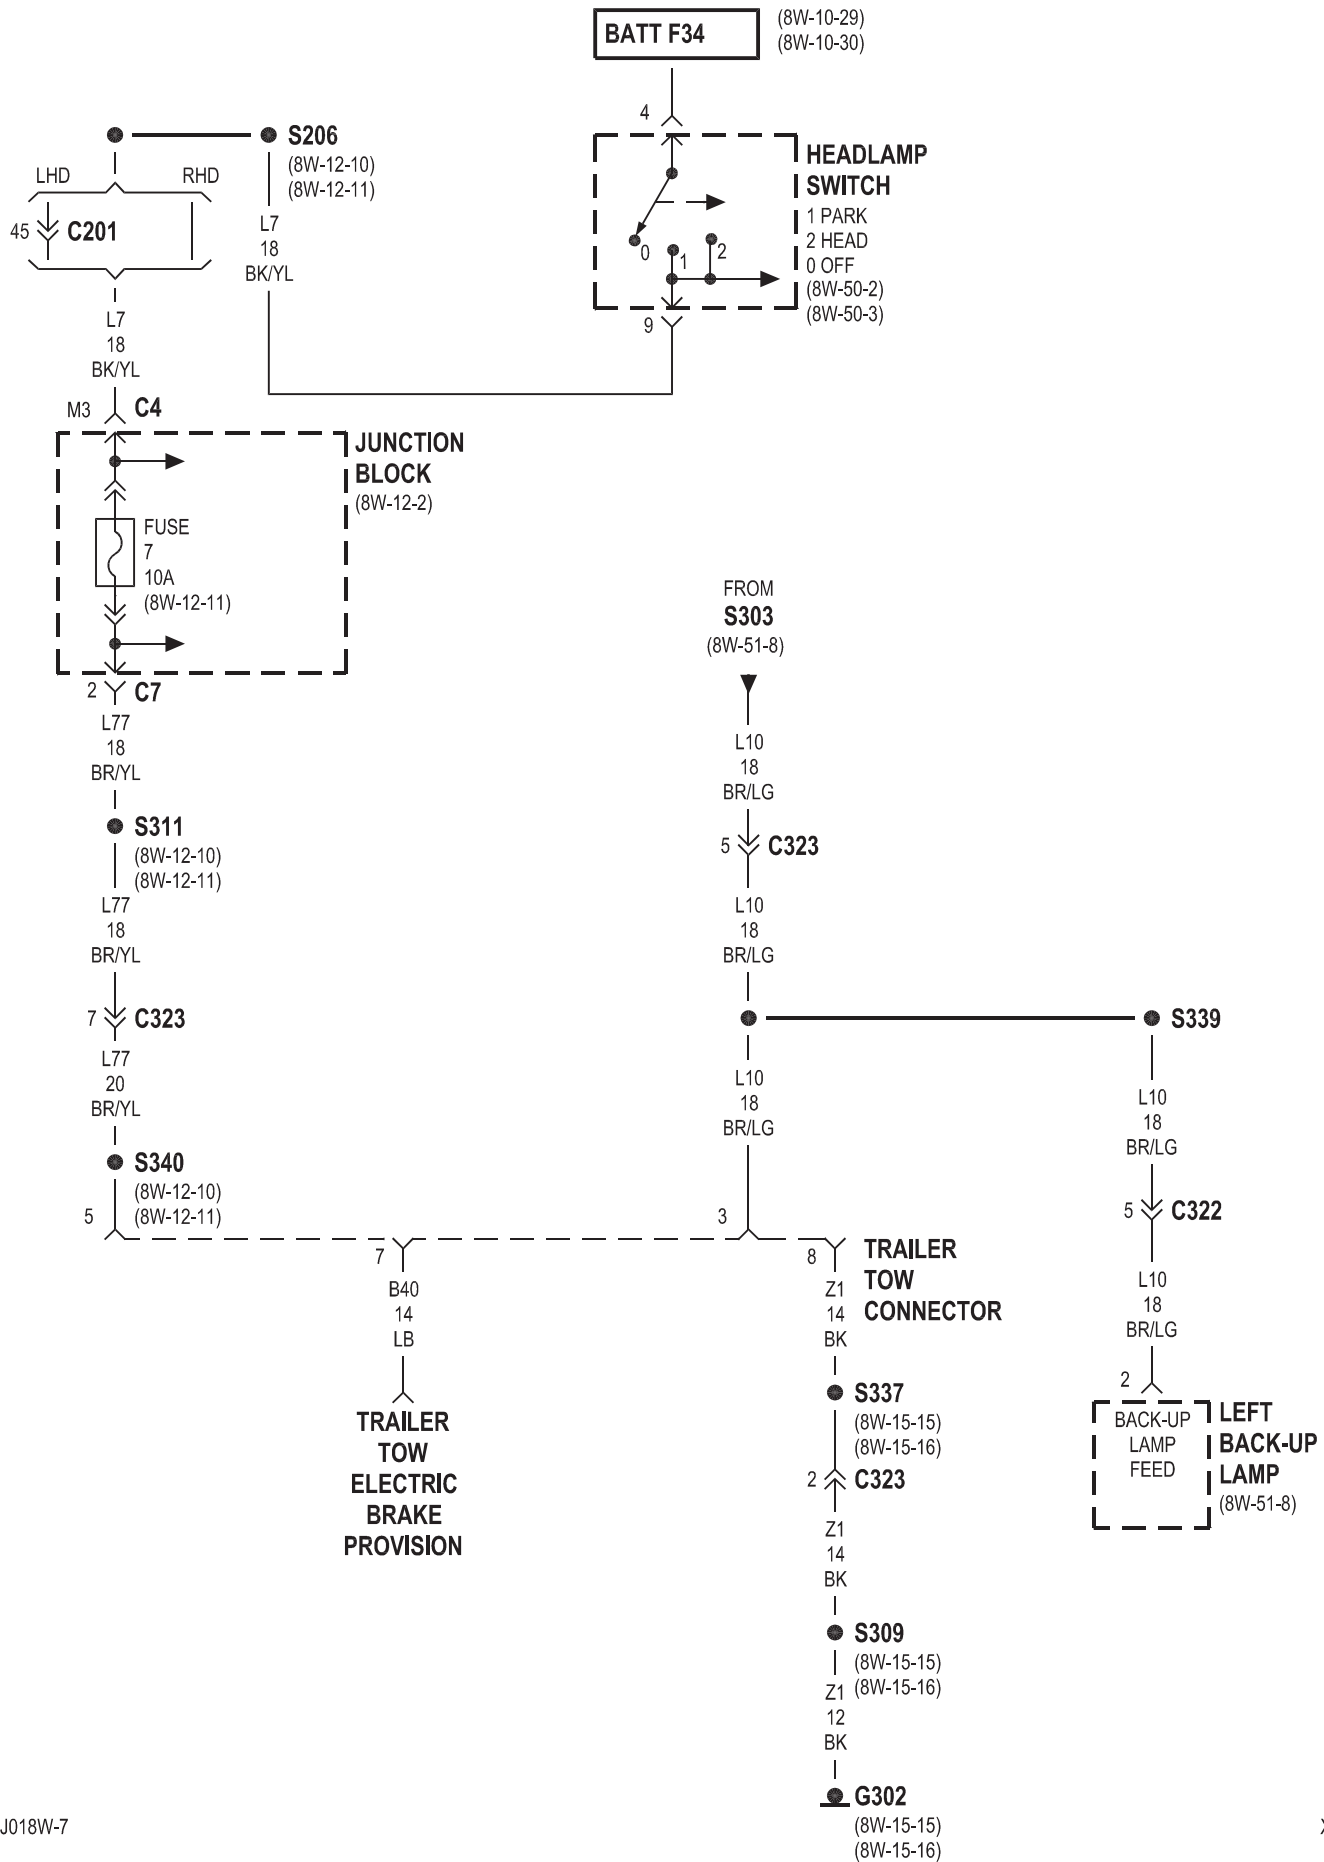 BATT F34
(8W-10-29)
(8W-10-30)
4
S206
(8W-12-10)
(8W-12-11)
HEADLAMP
SWITCH
1 PARK
2 HEAD
0 OFF
(8W-50-2)
(8W-50-3)
0
1
2
9
LHD
RHD
45
C201
L7
18
BK/YL
L7
18
BK/YL
M3
C4
JUNCTION
BLOCK
(8W-12-2)
FUSE
7
10A
(8W-12-11)
2
C7
L77
18
BR/YL
S311
(8W-12-10)
(8W-12-11)
L77
18
BR/YL
7
C323
L77
20
BR/YL
S340
(8W-12-10)
(8W-12-11)
5
FROM
S303
(8W-51-8)
L10
18
BR/LG
5
C323
L10
18
BR/LG
S339
L10
18
BR/LG
3
L10
18
BR/LG
5
C322
L10
18
BR/LG
2
BACK-UP
LAMP
FEED
LEFT
BACK-UP
LAMP
(8W-51-8)
7
B40
14
LB
TRAILER
TOW
ELECTRIC
BRAKE
PROVISION
8
TRAILER
TOW
CONNECTOR
Z1
14
BK
S337
(8W-15-15)
(8W-15-16)
2
C323
Z1
14
BK
S309
(8W-15-15)
(8W-15-16)
Z1
12
BK
G302
(8W-15-15)
(8W-15-16)
J018W-7